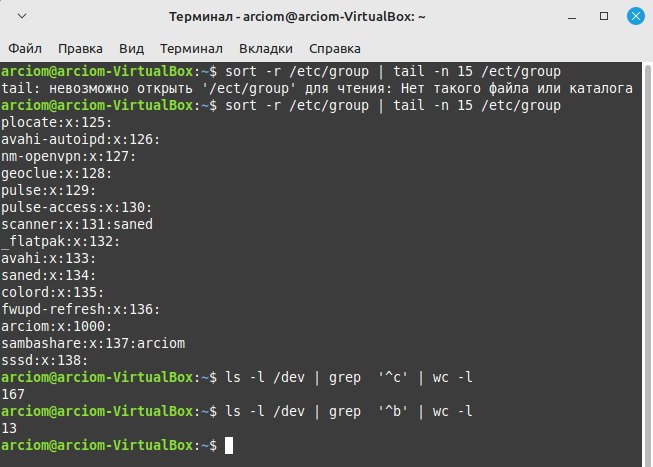 Терминал - arciom@arciom-VirtualBox: ~
Файл Правка Вид Терминал Вкладки Справка
arciom@arciom-VirtualBox:~$ sort -r /etc/group | tail -n 15 /ect/group
tail: невозможно открыть '/ect/group' для чтения: Нет такого файла или каталога
arciom@arciom-VirtualBox:~$ sort -r /etc/group | tail -n 15 /etc/group
plocate:x:125:
avahi-autoipd:x:126:
nm-openvpn:x:127:
geoclue:x:128:
pulse:x:129:
pulse-access:x:130:
scanner:x:131:saned
_flatpak:x:132:
avahi:x:133:
saned:x:134:
colord:x:135:
fwupd-refresh:x:136:
arciom:x:1000:
sambashare:x:137:arciom
sssd:x:138:
arciom@arciom-VirtualBox:~$ ls -l /dev | grep  '^c' | wc -l
167
arciom@arciom-VirtualBox:~$ ls -l /dev | grep  '^b' | wc -l
13
arciom@arciom-VirtualBox:~$